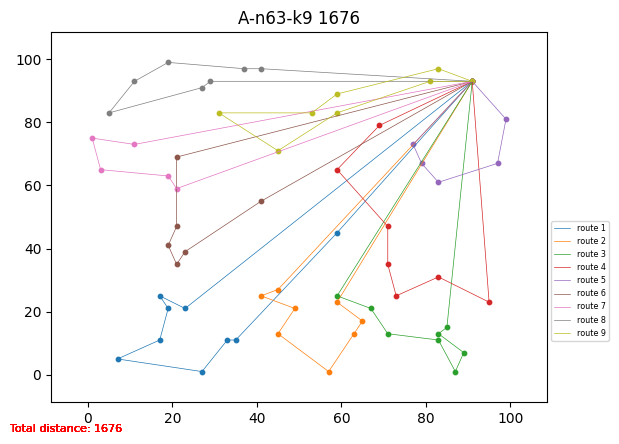 A-n63-k9 1676
100
80
60
40
20
0
0 20 40 60 80 100
route 1
route 2
route 3
route 4
route 5
route 6
route 7
route 8
route 9
Total distance: 1676